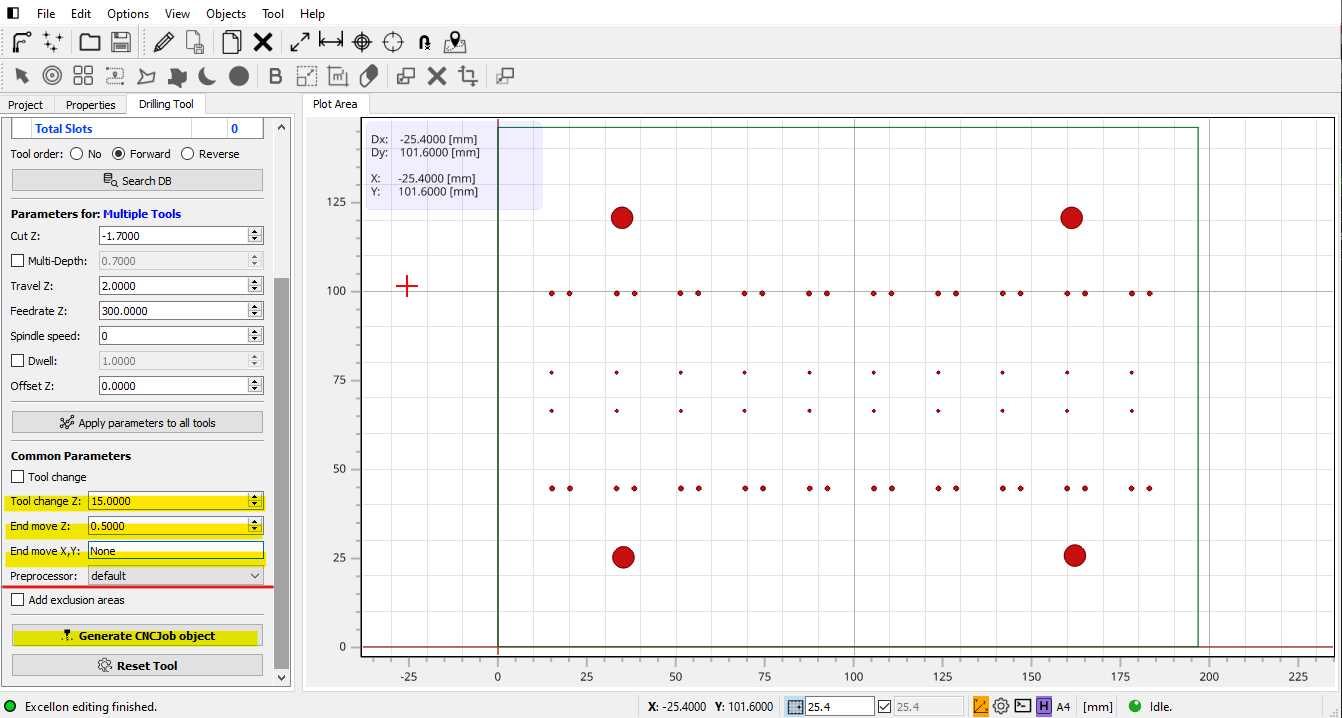 File Edit Options View Objects Tool Help
B
Project Properties Drilling Tool Plot Area
Total Slots 0
Tool order: No Forward Reverse
Search DB
Parameters for: Multiple Tools
Cut Z: -1.7000
Multi-Depth: 0.7000
Travel Z: 2.0000
Feedrate Z: 300.0000
Spindle speed: 0
Dwell: 1.0000
Offset Z: 0.0000
Apply parameters to all tools
Common Parameters
Tool change
Tool change Z: 15.0000
End move Z: 0.5000
End move X,Y: None
Preprocessor: default
Add exclusion areas
Generate CNCJob object
Reset Tool
Dx: -25.4000 [mm]
Dy: 101.6000 [mm]
X: -25.4000 [mm]
Y: 101.6000 [mm]
125
100
75
50
25
0
-25 0 25 50 75 100 125 150 175 200 225
Excellon editing finished. X: -25.4000 Y: 101.6000 25.4 25.4 H A4 [mm] Idle.